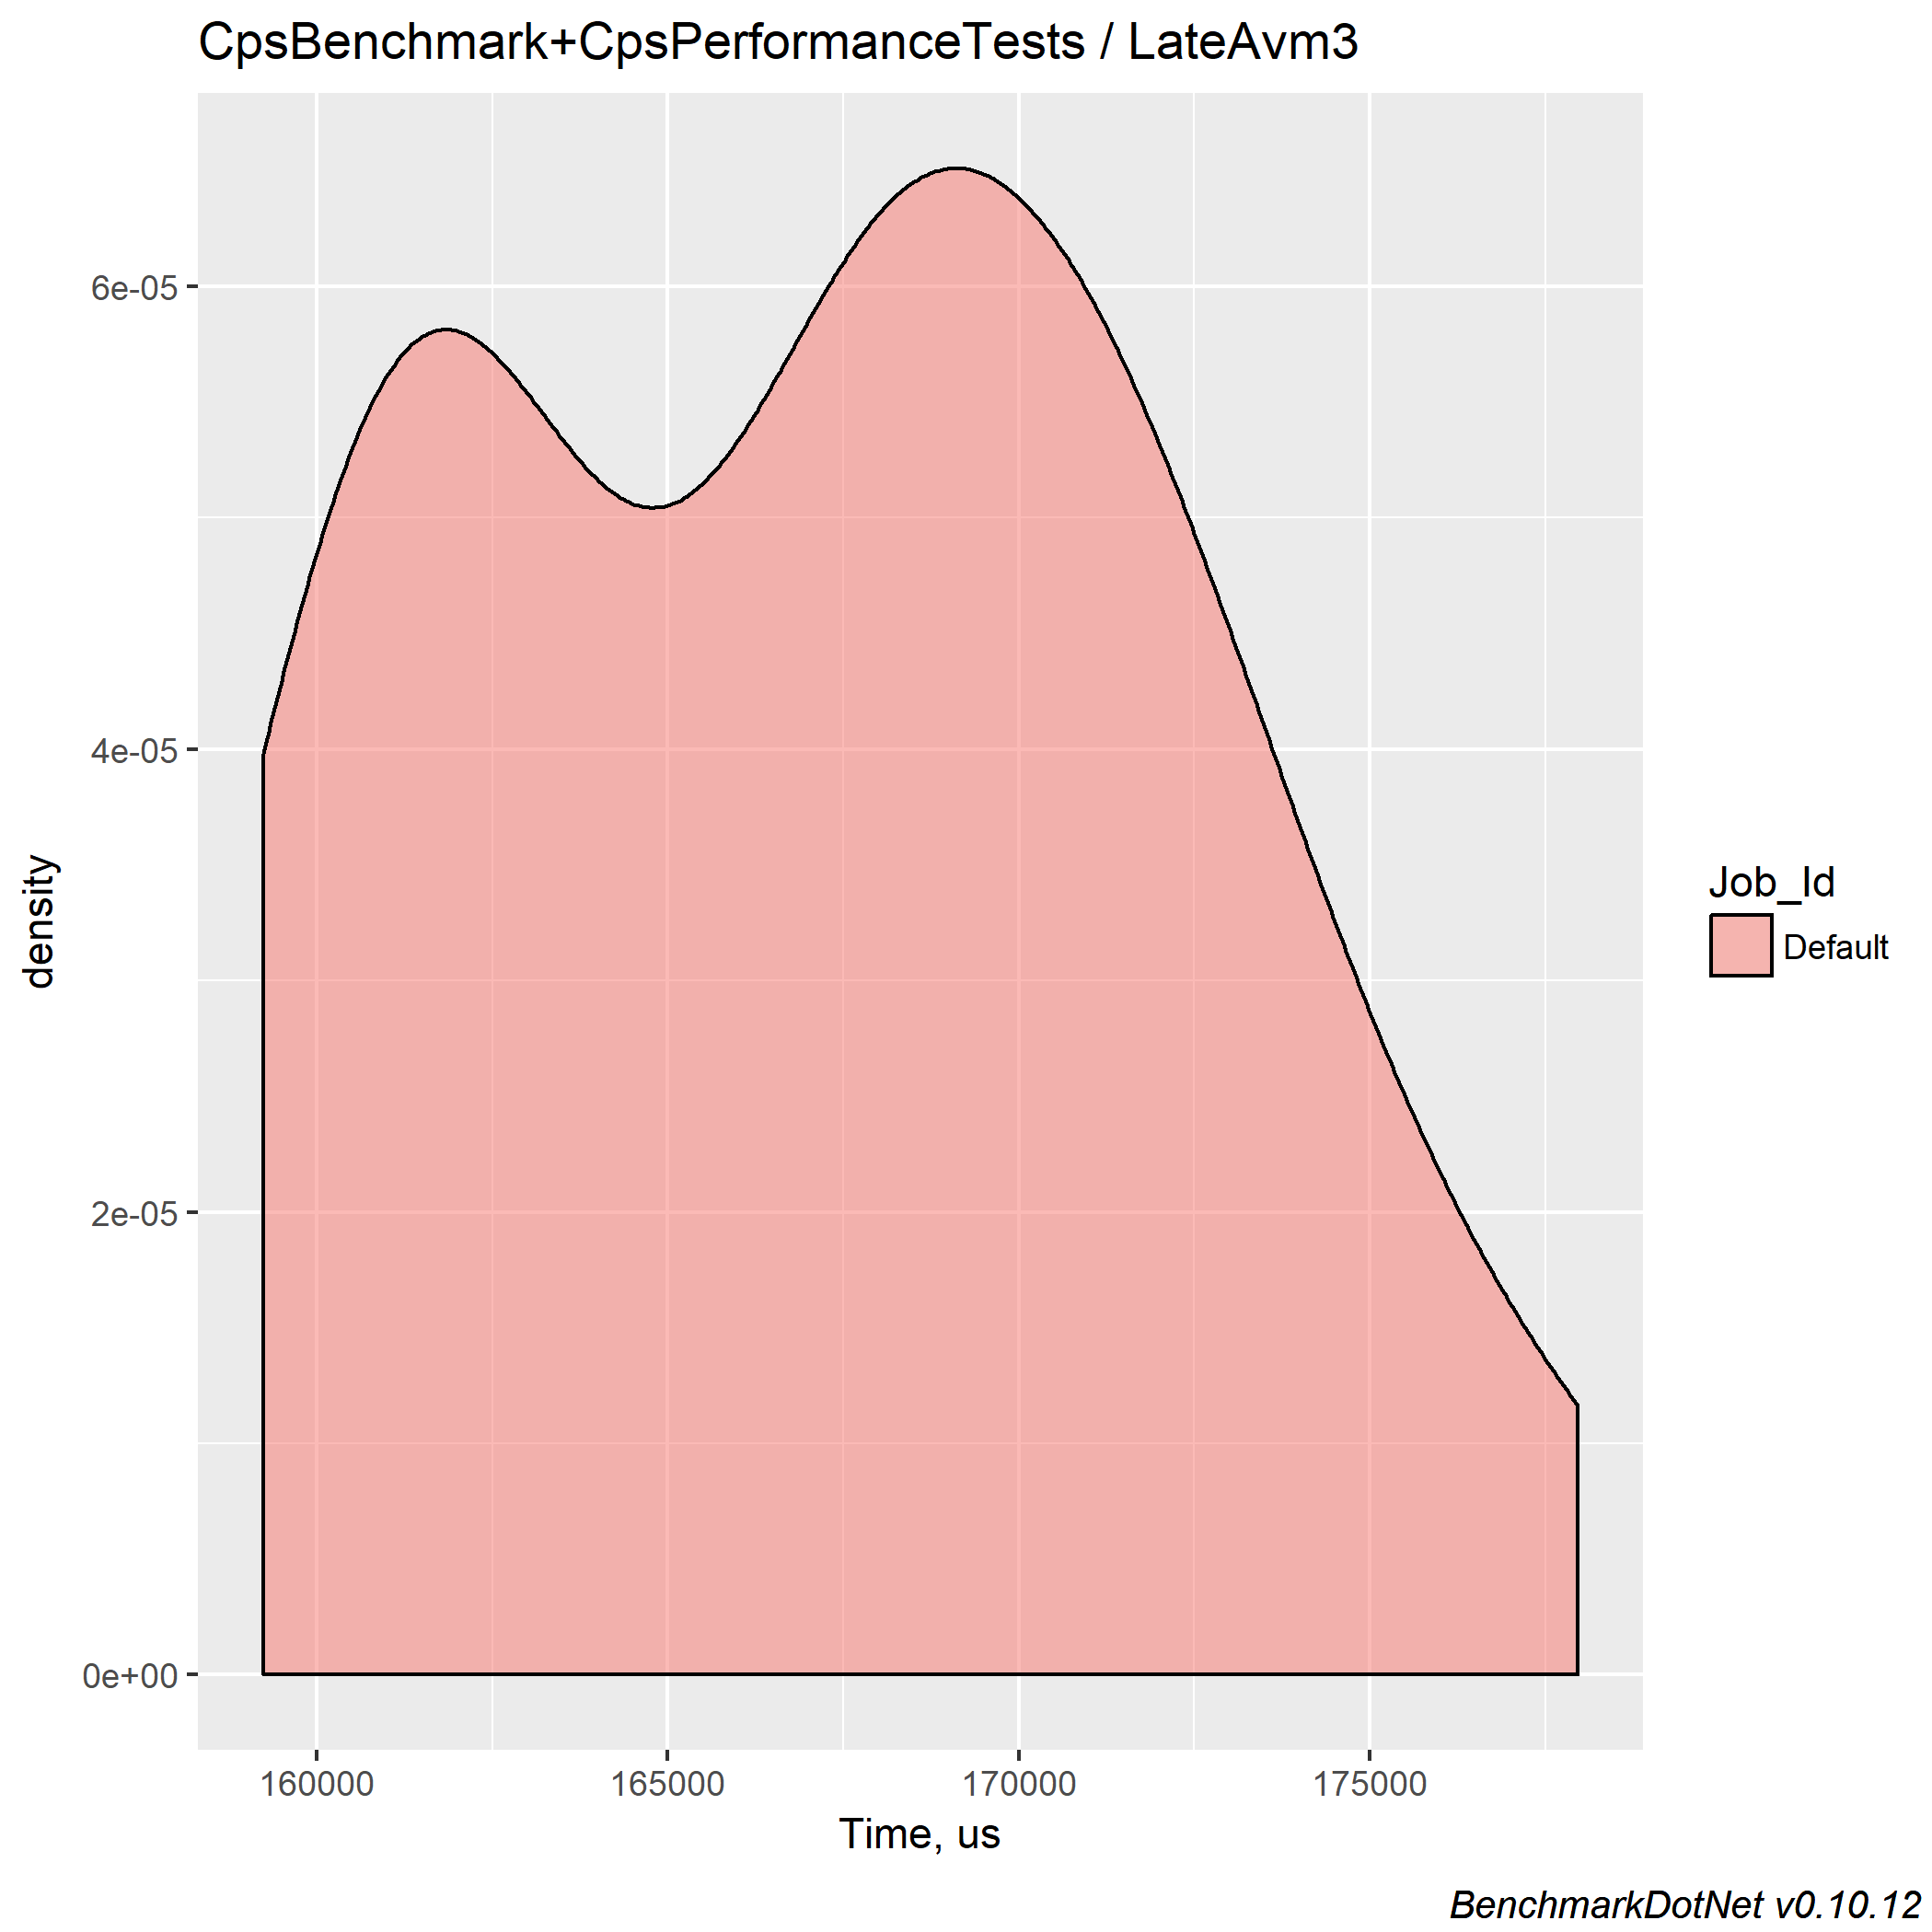 CpsBenchmark+CpsPerformanceTests / LateAvm3
6e-05
4e-05
2e-05
0e+00
density
160000 165000 170000 175000
Time, us
Job_Id
Default
BenchmarkDotNet v0.10.12